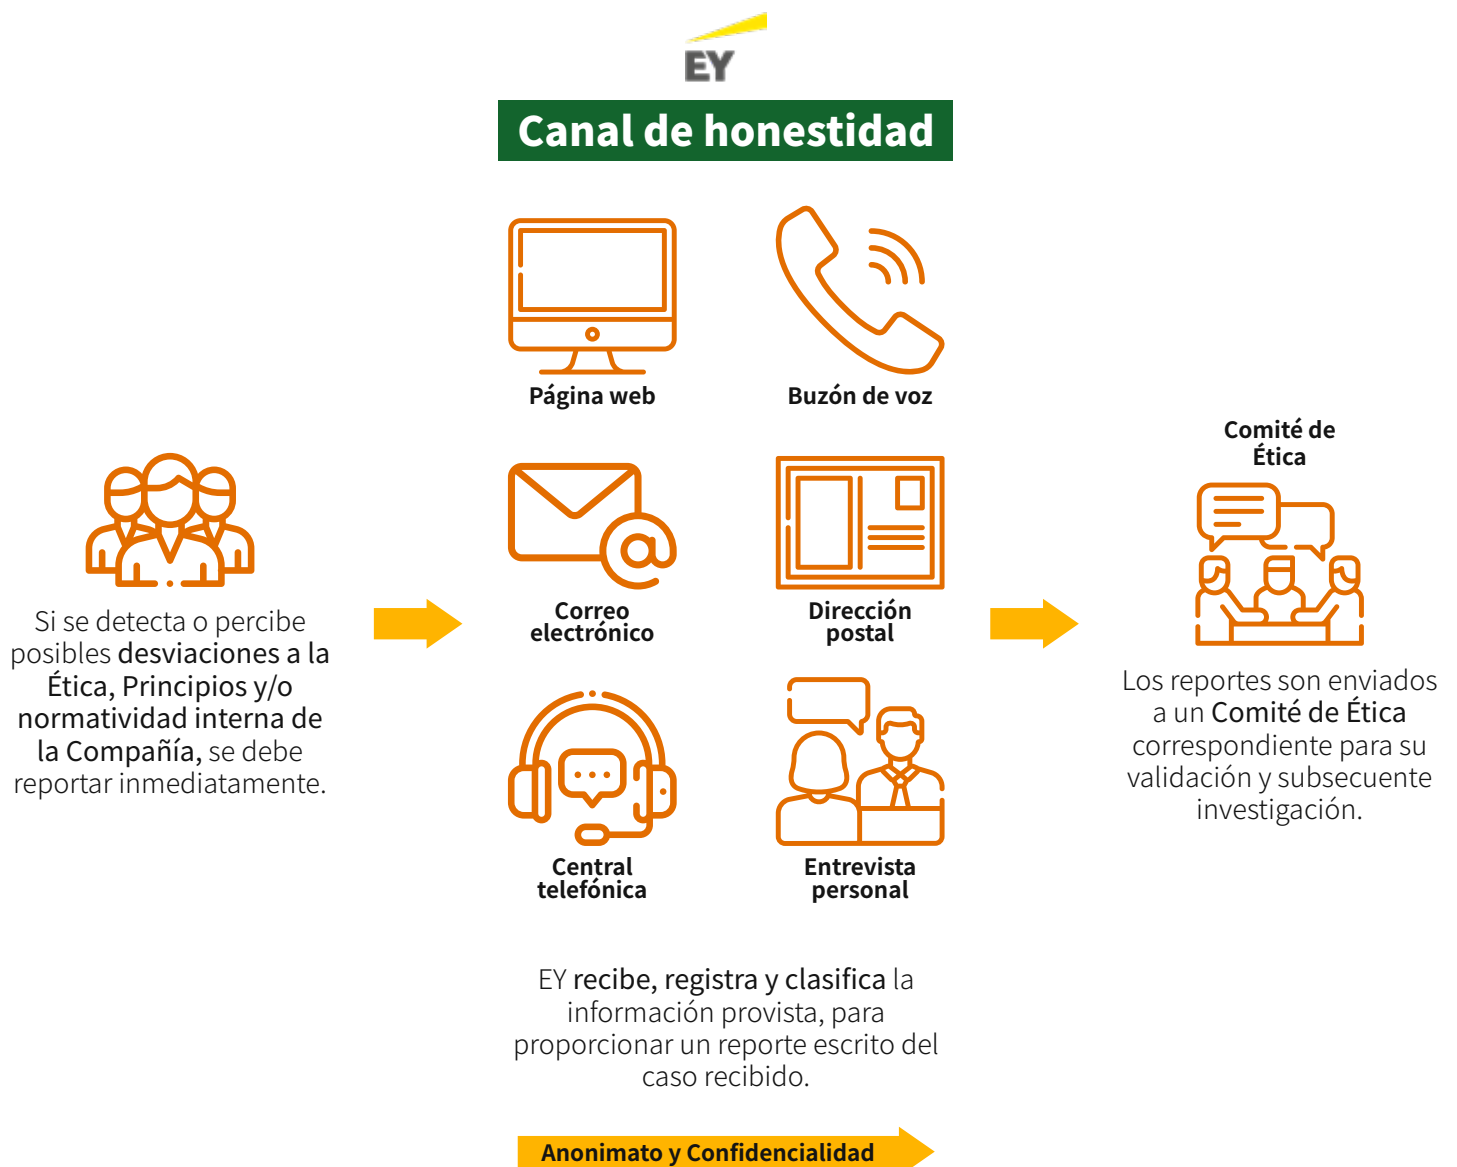 EY
Canal de honestidad
Página web
Buzón de voz
Correo
electrónico
Dirección
postal
Central
telefónica
Entrevista
personal
Si se detecta o percibe
posibles desviaciones a la
Ética, Principios y/o
normatividad interna de
la Compañía, se debe
reportar inmediatamente.
EY recibe, registra y clasifica la
información provista, para
proporcionar un reporte escrito del
caso recibido.
Anonimato y Confidencialidad
Comité de
Ética
Los reportes son enviados
a un Comité de Ética
correspondiente para su
validación y subsecuente
investigación.